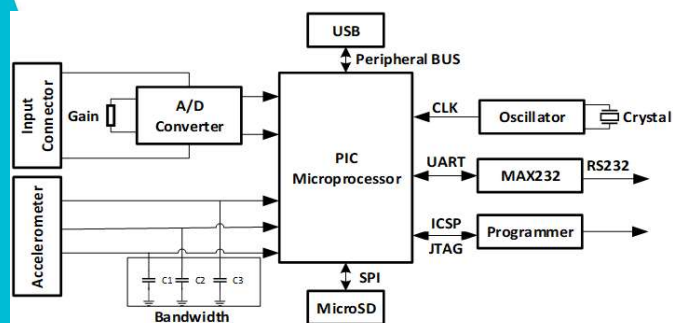 USB
Peripheral BUS
Input
Connector
Gain
A/D
Converter
PIC
Microprocessor
CLK
Oscillator
Crystal
UART
MAX232
RS232
ICSP
JTAG
Programmer
Accelerometer
C1
C2
C3
Bandwidth
SPI
MicroSD